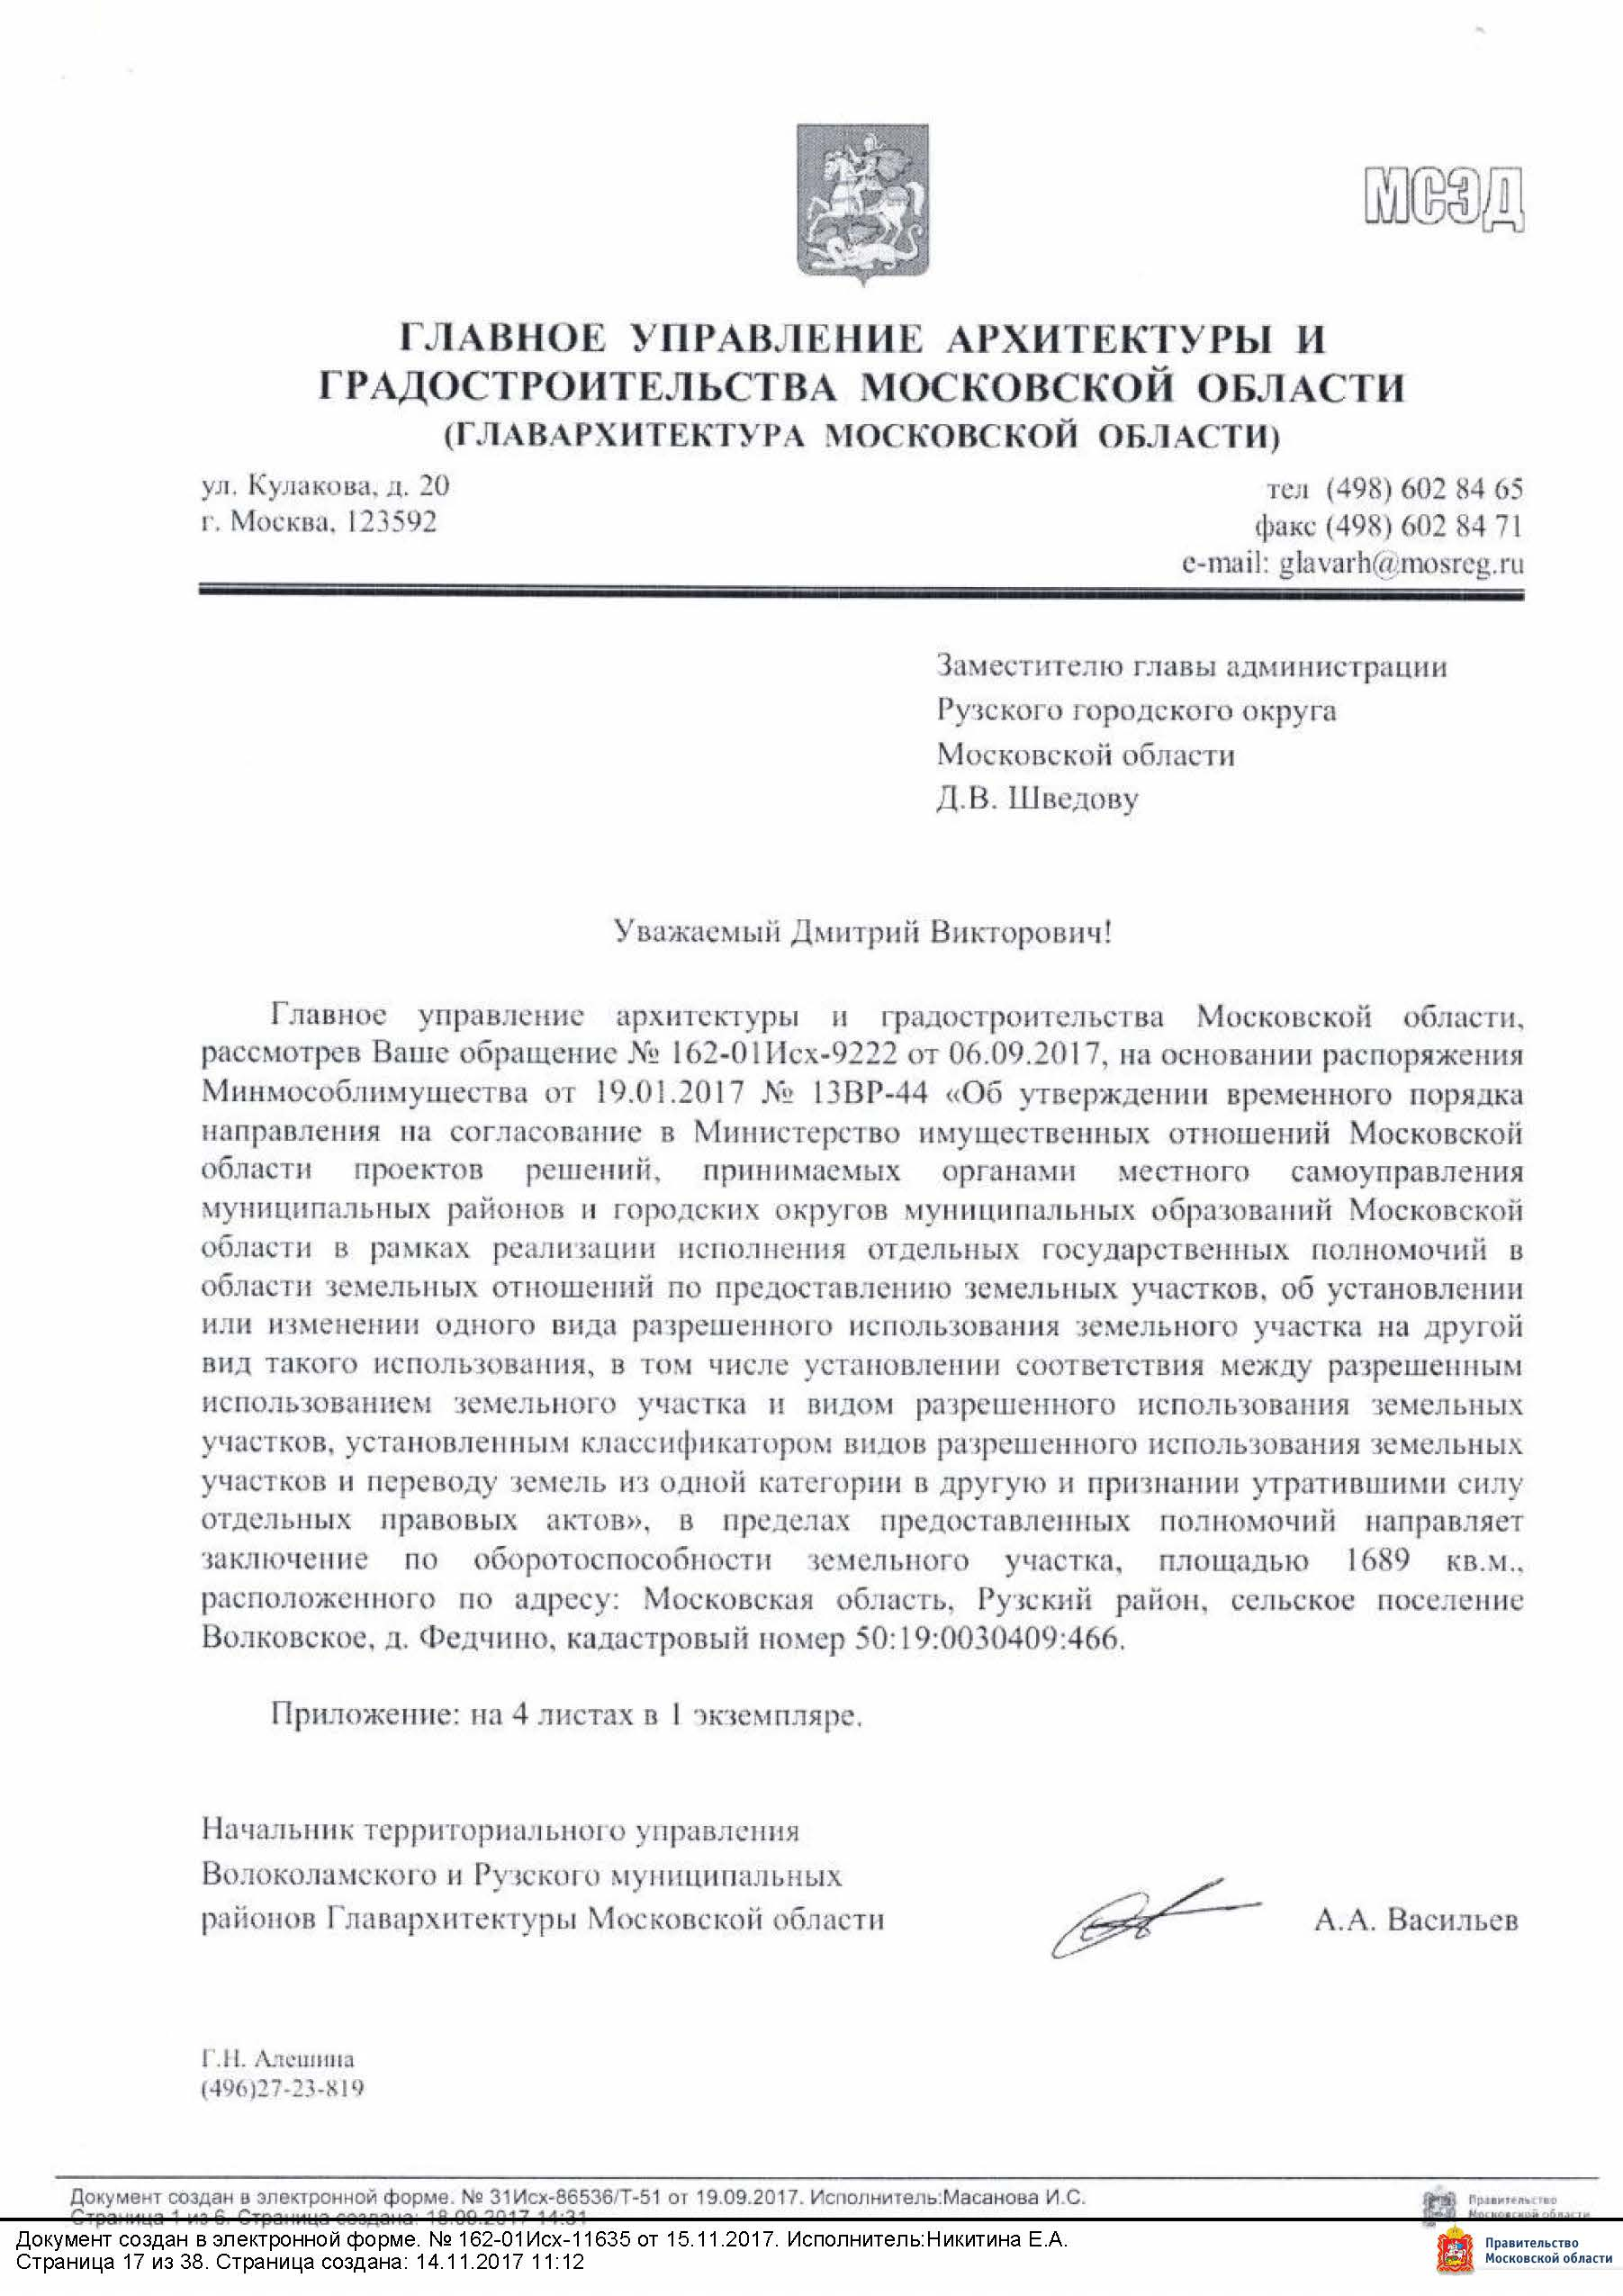 МСЭД
ГЛАВНОЕ УПРАВЛЕНИЕ АРХИТЕКТУРЫ И
ГРАДОСТРОИТЕЛЬСТВА МОСКОВСКОЙ ОБЛАСТИ
(ГЛАВАРХИТЕКТУРА МОСКОВСКОЙ ОБЛАСТИ)
ул. Кулакова, д. 20
г. Москва, 123592
тел (498) 602 84 65
факс (498) 602 84 71
e-mail: glavarh@mosreg.ru
Заместителю главы администрации
Рузского городского округа
Московской области
Д.В. Шведову
Уважаемый Дмитрий Викторович!
Главное управление архитектуры и градостроительства Московской области,
рассмотрев Ваше обращение № 162-01Исх-9222 от 06.09.2017, на основании распоряжения
Минмособлимущества от 19.01.2017 № 13ВР-44 «Об утверждении временного порядка
направления на согласование в Министерство имущественных отношений Московской
области проектов решений, принимаемых органами местного самоуправления
муниципальных районов и городских округов муниципальных образований Московской
области в рамках реализации исполнения отдельных государственных полномочий в
области земельных отношений по предоставлению земельных участков, об установлении
или изменении одного вида разрешенного использования земельного участка на другой
вид такого использования, в том числе установлении соответствия между разрешенным
использованием земельного участка и видом разрешенного использования земельных
участков, установленным классификатором видов разрешенного использования земельных
участков и переводу земель из одной категории в другую и признании утратившими силу
отдельных правовых актов», в пределах предоставленных полномочий направляет
заключение по оборотоспособности земельного участка, площадью 1689 кв.м.,
расположенного по адресу: Московская область, Рузский район, сельское поселение
Волковское, д. Федчино, кадастровый номер 50:19:0030409:466.
Приложение: на 4 листах в 1 экземпляре.
Начальник территориального управления
Волоколамского и Рузского муниципальных
районов Главархитектуры Московской области
А.А. Васильев
Г.Н. Алешина
(496)27-23-819
Документ создан в электронной форме. № 31Исх-86536/Т-51 от 19.09.2017. Исполнитель:Масанова И.С.
Страница 1 из 6. Страница создана: 18.09.2017 14:31
Правительство
Московской области
Документ создан в электронной форме. № 162-01Исх-11635 от 15.11.2017. Исполнитель:Никитина Е.А.
Страница 17 из 38. Страница создана: 14.11.2017 11:12
Правительство
Московской области